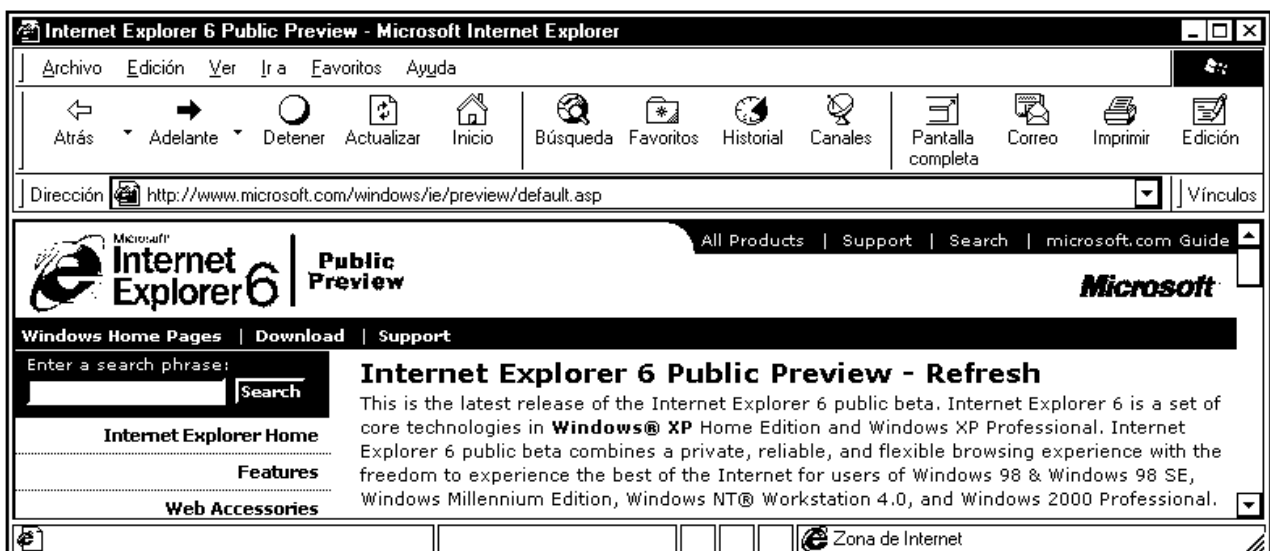 Internet Explorer 6 Public Preview - Microsoft Internet Explorer
Archivo Edición Ver Ir a Favoritos Ayuda
Atrás Adelante Detener Actualizar Inicio Búsqueda Favoritos Historial Canales Pantalla completa Correo Imprimir Edición
Dirección http://www.microsoft.com/windows/ie/preview/default.asp Vínculos
All Products | Support | Search | microsoft.com Guide
Microsoft
Internet
Explorer 6
Public
Preview
Microsoft
Windows Home Pages | Download | Support
Enter a search phrase:
Search
Internet Explorer Home
Features
Web Accessories
Internet Explorer 6 Public Preview - Refresh
This is the latest release of the Internet Explorer 6 public beta. Internet Explorer 6 is a set of
core technologies in Windows® XP Home Edition and Windows XP Professional. Internet
Explorer 6 public beta combines a private, reliable, and flexible browsing experience with the
freedom to experience the best of the Internet for users of Windows 98 & Windows 98 SE,
Windows Millennium Edition, Windows NT® Workstation 4.0, and Windows 2000 Professional.
Zona de Internet